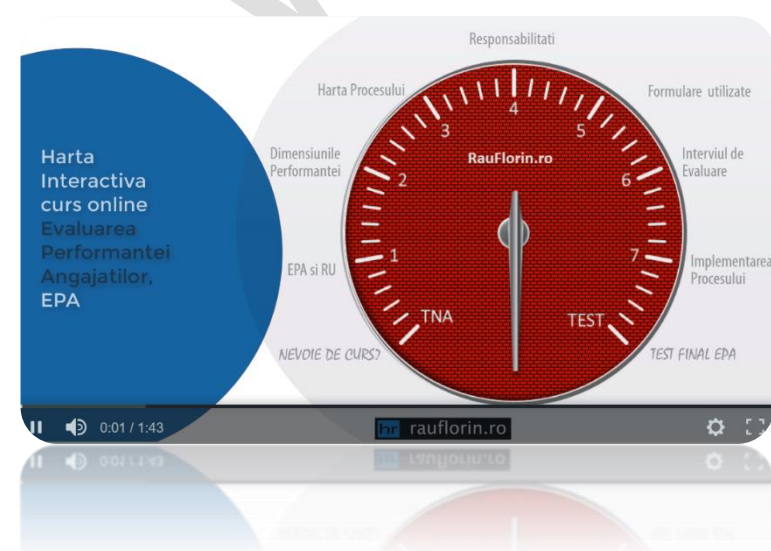 Harta
Interactiva
curs online
Evaluarea
Performantei
Angajatilor,
EPA
Responsabilitati
Harta Procesului
Formulare utilizate
Dimensiunile
Performantei
Interviul de
Evaluare
EPA si RU
Implementarea
Procesului
NEVOIE DE CURS?
TEST FINAL EPA
RauFlorin.ro
TNA
1
2
3
4
5
6
7
TEST
0:01 / 1:43
hr rauflorin.ro